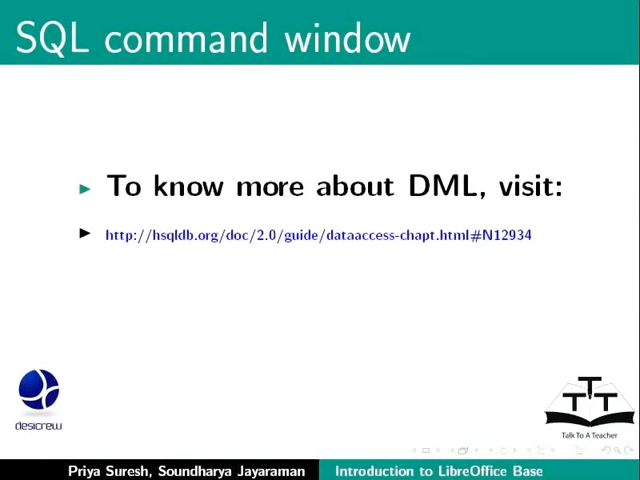 SQL command window
To know more about DML, visit:
http://hsqldb.org/doc/2.0/guide/dataaccess-chapt.html#N12934
desicrew
T T T
Talk To A Teacher
Priya Suresh, Soundharya Jayaraman
Introduction to LibreOffice Base